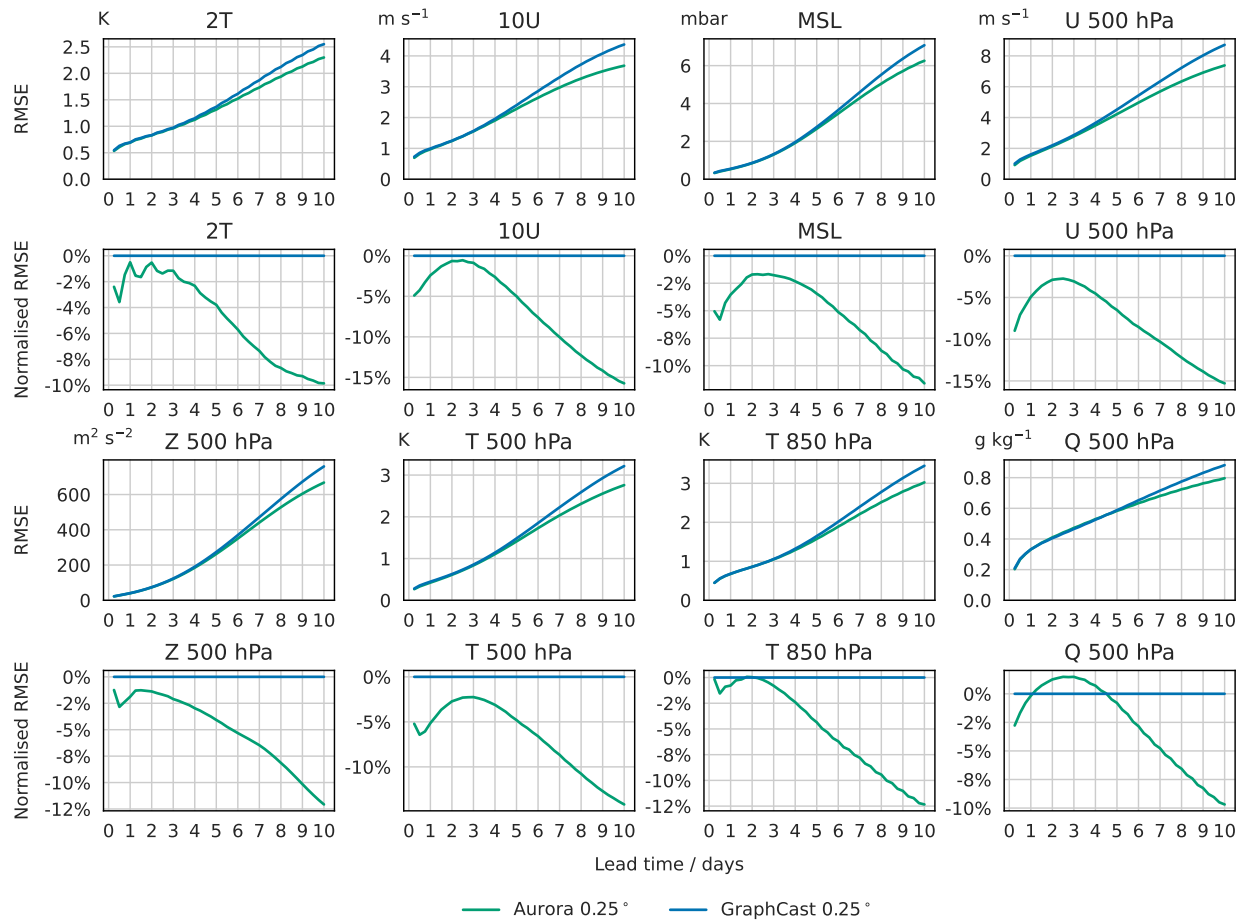 K 2T m s−1 10U mbar MSL m s−1 U 500 hPa
RMSE
2.5 2.0 1.5 1.0 0.5 0.0
4 3 2 1 0
6 4 2 0
8 6 4 2 0
0 1 2 3 4 5 6 7 8 9 10 0 1 2 3 4 5 6 7 8 9 10 0 1 2 3 4 5 6 7 8 9 10 0 1 2 3 4 5 6 7 8 9 10
2T 10U MSL U 500 hPa
Normalised RMSE
0% -2% -4% -6% -8% -10%
0% -5% -10% -15%
0% -2% -5% -8% -10%
0% -5% -10% -15%
0 1 2 3 4 5 6 7 8 9 10 0 1 2 3 4 5 6 7 8 9 10 0 1 2 3 4 5 6 7 8 9 10 0 1 2 3 4 5 6 7 8 9 10
m2 s−2 Z 500 hPa K T 500 hPa K T 850 hPa g kg−1 Q 500 hPa
RMSE
600 400 200 0
3 2 1 0
3 2 1 0
0.8 0.6 0.4 0.2 0.0
0 1 2 3 4 5 6 7 8 9 10 0 1 2 3 4 5 6 7 8 9 10 0 1 2 3 4 5 6 7 8 9 10 0 1 2 3 4 5 6 7 8 9 10
Z 500 hPa T 500 hPa T 850 hPa Q 500 hPa
Normalised RMSE
0% -2% -5% -8% -10% -12%
0% -5% -10%
0% -2% -5% -8% -10% -12%
0% -2% -5% -8% -10%
0 1 2 3 4 5 6 7 8 9 10 0 1 2 3 4 5 6 7 8 9 10 0 1 2 3 4 5 6 7 8 9 10 0 1 2 3 4 5 6 7 8 9 10
Lead time / days
Aurora 0.25° GraphCast 0.25°